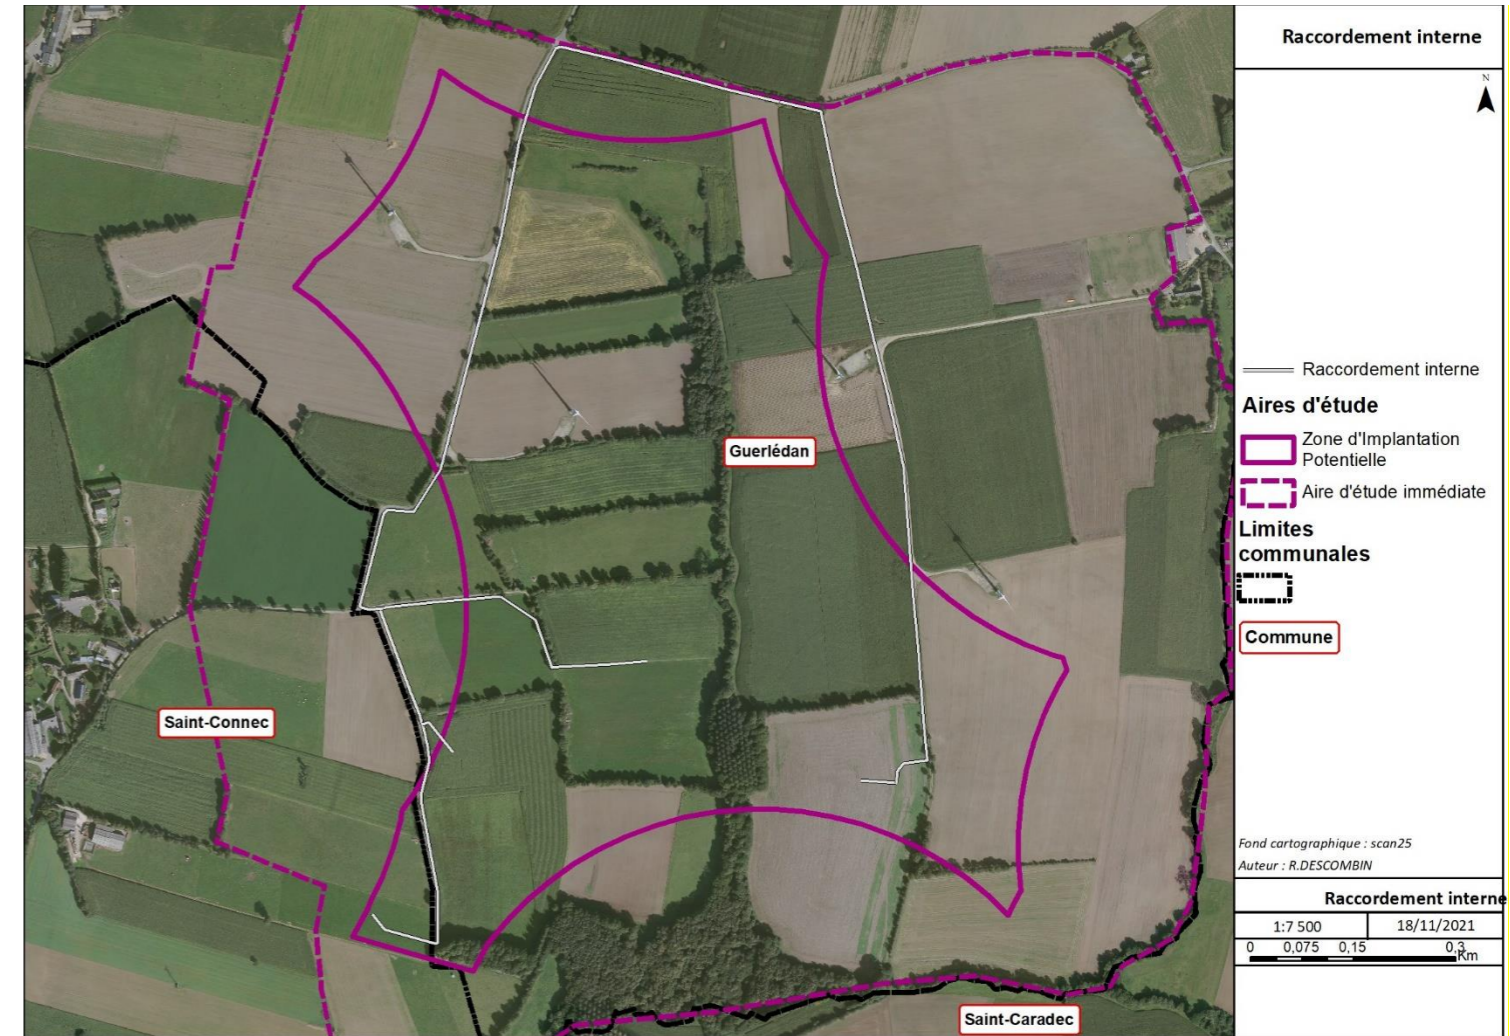 Raccordement interne
N
Raccordement interne
Aires d'étude
Zone d'Implantation
Potentielle
Aire d'étude immédiate
Limites
communales
Commune
Guerlédan
Saint-Connec
Saint-Caradec
Fond cartographique : scan25
Auteur : R.DESCOMBIN
Raccordement interne
1:7 500 18/11/2021
0 0,075 0,15 0,3
Km